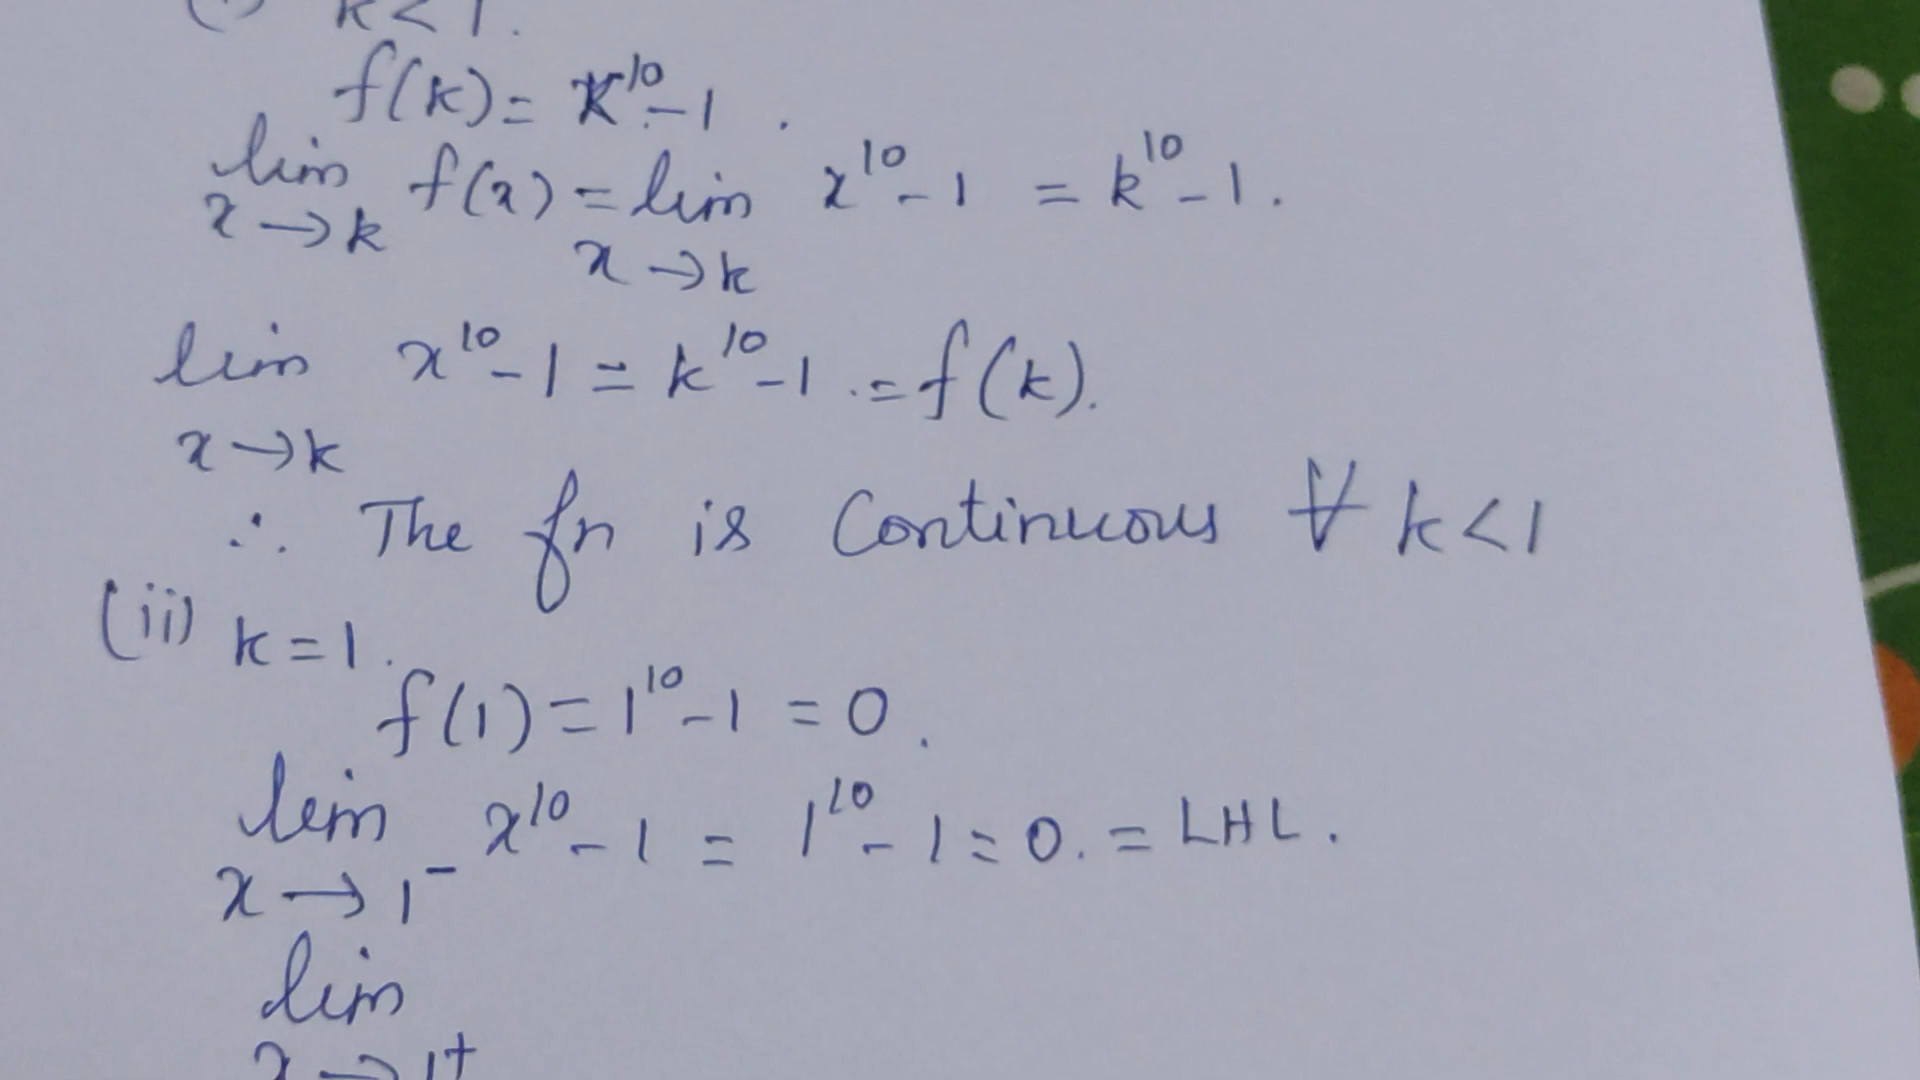 (i) k < 1.
f(k) = k¹⁰ - 1 .
lim f(x) = lim x¹⁰ - 1 = k¹⁰ - 1.
x → k x → k
lim x¹⁰ - 1 = k¹⁰ - 1 . = f(k).
x → k
∴ The fn is Continuous ∀ k < 1
(ii) k = 1.
f(1) = 1¹⁰ - 1 = 0 .
lim x¹⁰ - 1 = 1¹⁰ - 1 = 0. = LHL.
x → 1⁻
lim
x → 1⁺